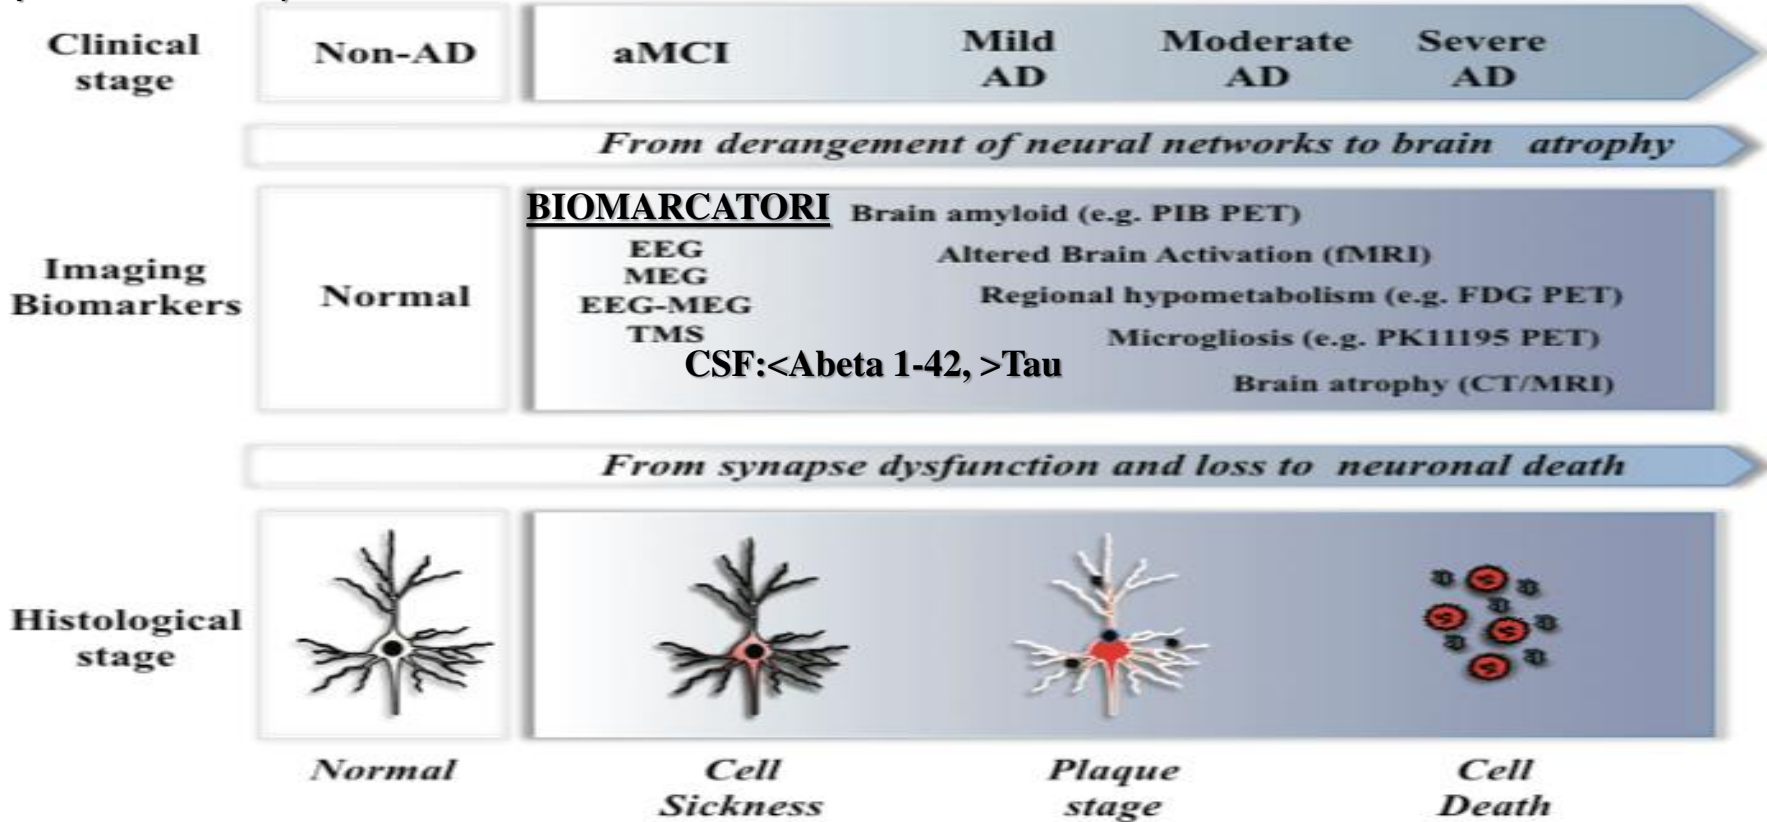 Clinical
stage
Non-AD
aMCI
Mild
AD
Moderate
AD
Severe
AD
From derangement of neural networks to brain atrophy
Imaging
Biomarkers
Normal
BIOMARCATORI
EEG
MEG
EEG-MEG
TMS
CSF:<Abeta 1-42, >Tau
Brain amyloid (e.g. PIB PET)
Altered Brain Activation (fMRI)
Regional hypometabolism (e.g. FDG PET)
Microgliosis (e.g. PK11195 PET)
Brain atrophy (CT/MRI)
From synapse dysfunction and loss to neuronal death
Histological
stage
Normal
Cell
Sickness
Plaque
stage
Cell
Death